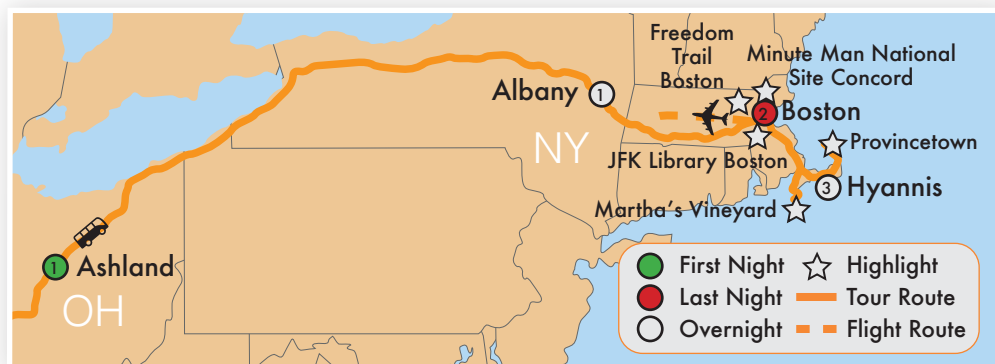 Freedom
Trail
Boston
Minute Man National
Site Concord
Albany
1
2
Boston
NY
JFK Library Boston
Provincetown
3
Hyannis
Martha's Vineyard
1
Ashland
OH
First Night
Highlight
Last Night
Tour Route
Overnight
Flight Route